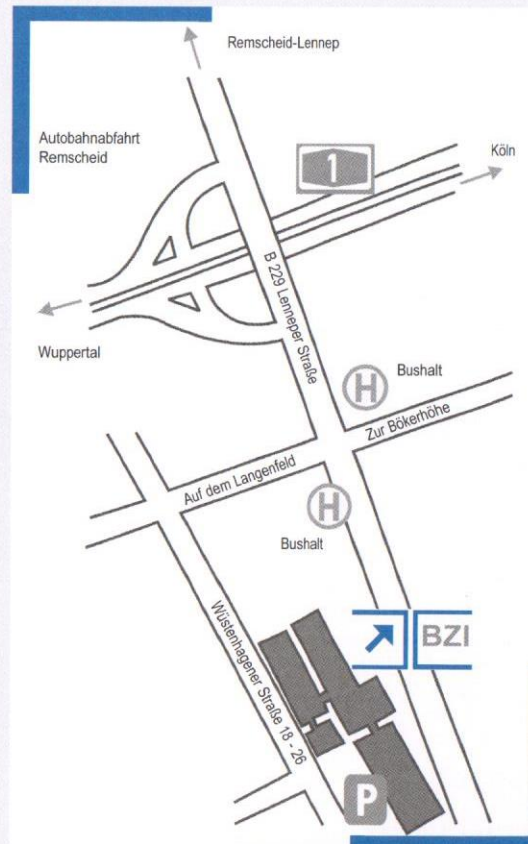 Remscheid-Lennep
Autobahnabfahrt
Remscheid
1
Köln
B 229 Lenneper Straße
Wuppertal
Bushalt
H
Zur Bökerhöhe
Auf dem Langenfeld
H
Bushalt
Wüstenhagener Straße 18 - 26
BZI
P